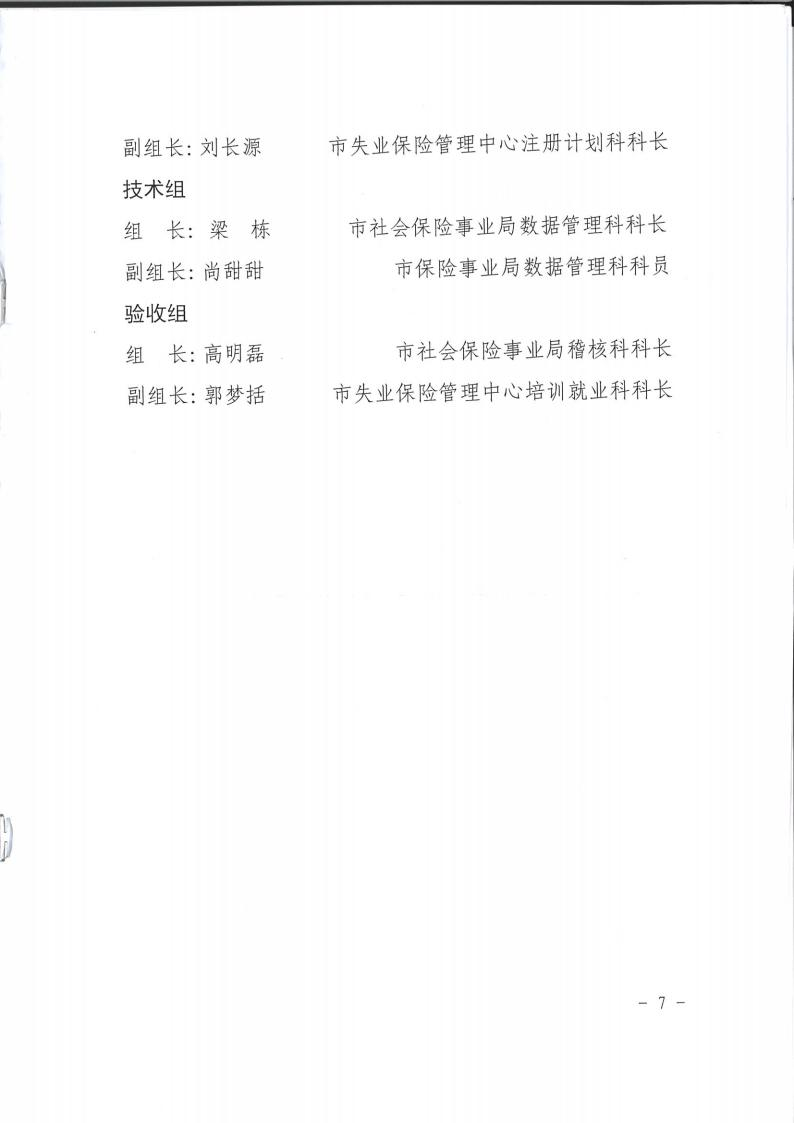 副组长：刘长源 市失业保险管理中心注册计划科科长
技术组
组 长：梁 栋 市社会保险事业局数据管理科科长
副组长：尚甜甜 市保险事业局数据管理科科员
验收组
组 长：高明磊 市社会保险事业局稽核科科长
副组长：郭梦括 市失业保险管理中心培训就业科科长
- 7 -